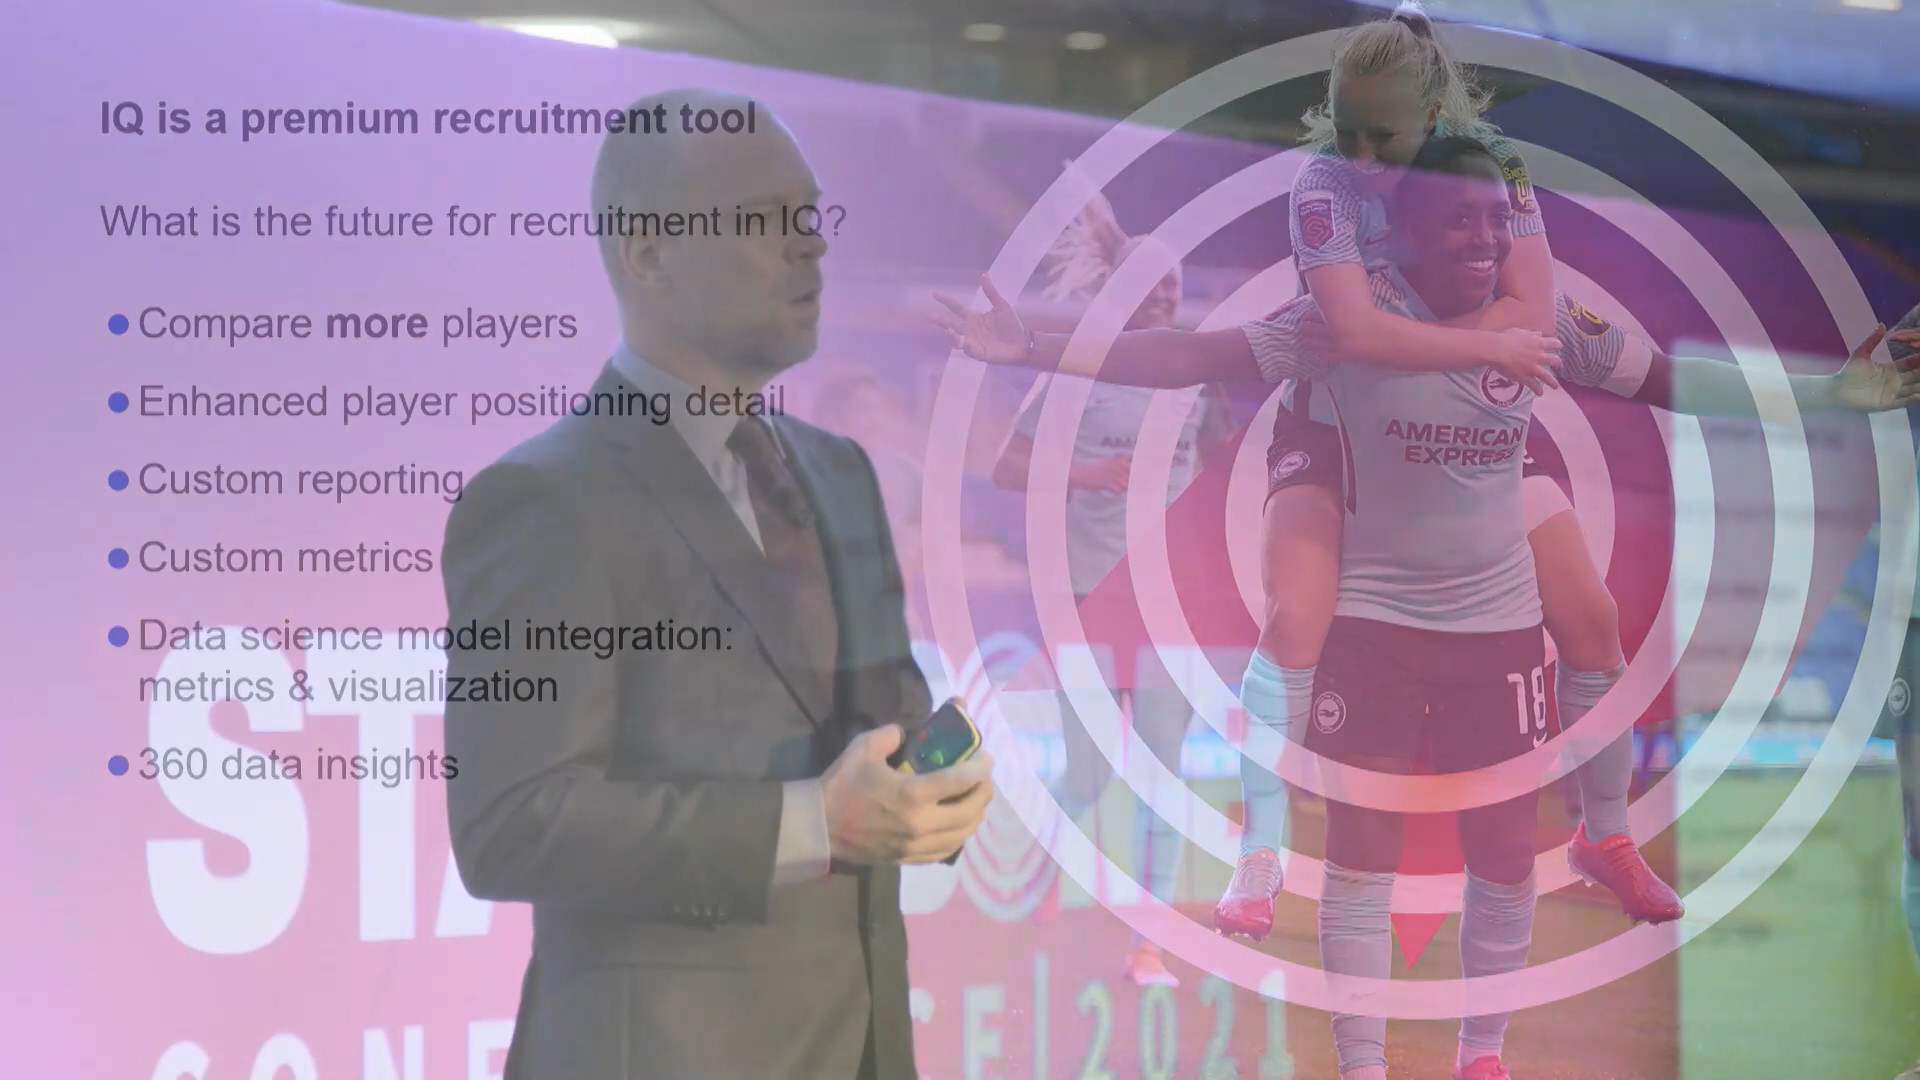 IQ is a premium recruitment tool
What is the future for recruitment in IQ?
Compare more players
Enhanced player positioning detail
Custom reporting
Custom metrics
Data science model integration:
metrics & visualization
360 data insights
AMERICAN
EXPRESS
18
2021